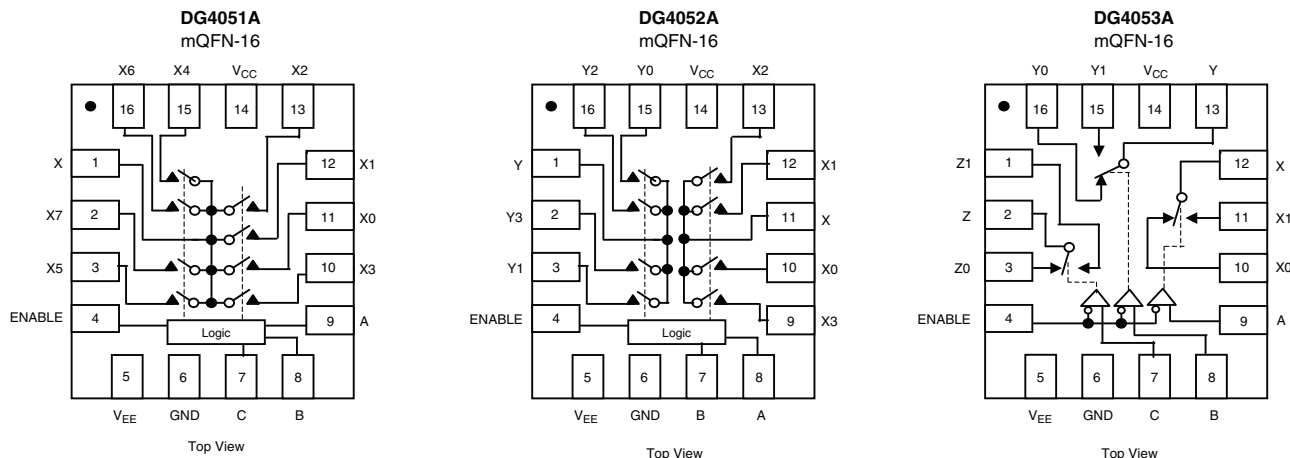 DG4051A
mQFN-16
X6 X4 VCC X2
16 15 14 13
X 1 12 X1
X7 2 11 X0
X5 3 10 X3
ENABLE 4 Logic 9 A
5 6 7 8
VEE GND C B
Top View
DG4052A
mQFN-16
Y2 Y0 VCC X2
16 15 14 13
Y 1 12 X1
Y3 2 11 X
Y1 3 10 X0
ENABLE 4 Logic 9 X3
5 6 7 8
VEE GND B A
Top View
DG4053A
mQFN-16
Y0 Y1 VCC Y
16 15 14 13
Z1 1 12 X
Z 2 11 X1
Z0 3 10 X0
ENABLE 4 9 A
5 6 7 8
VEE GND C B
Top View